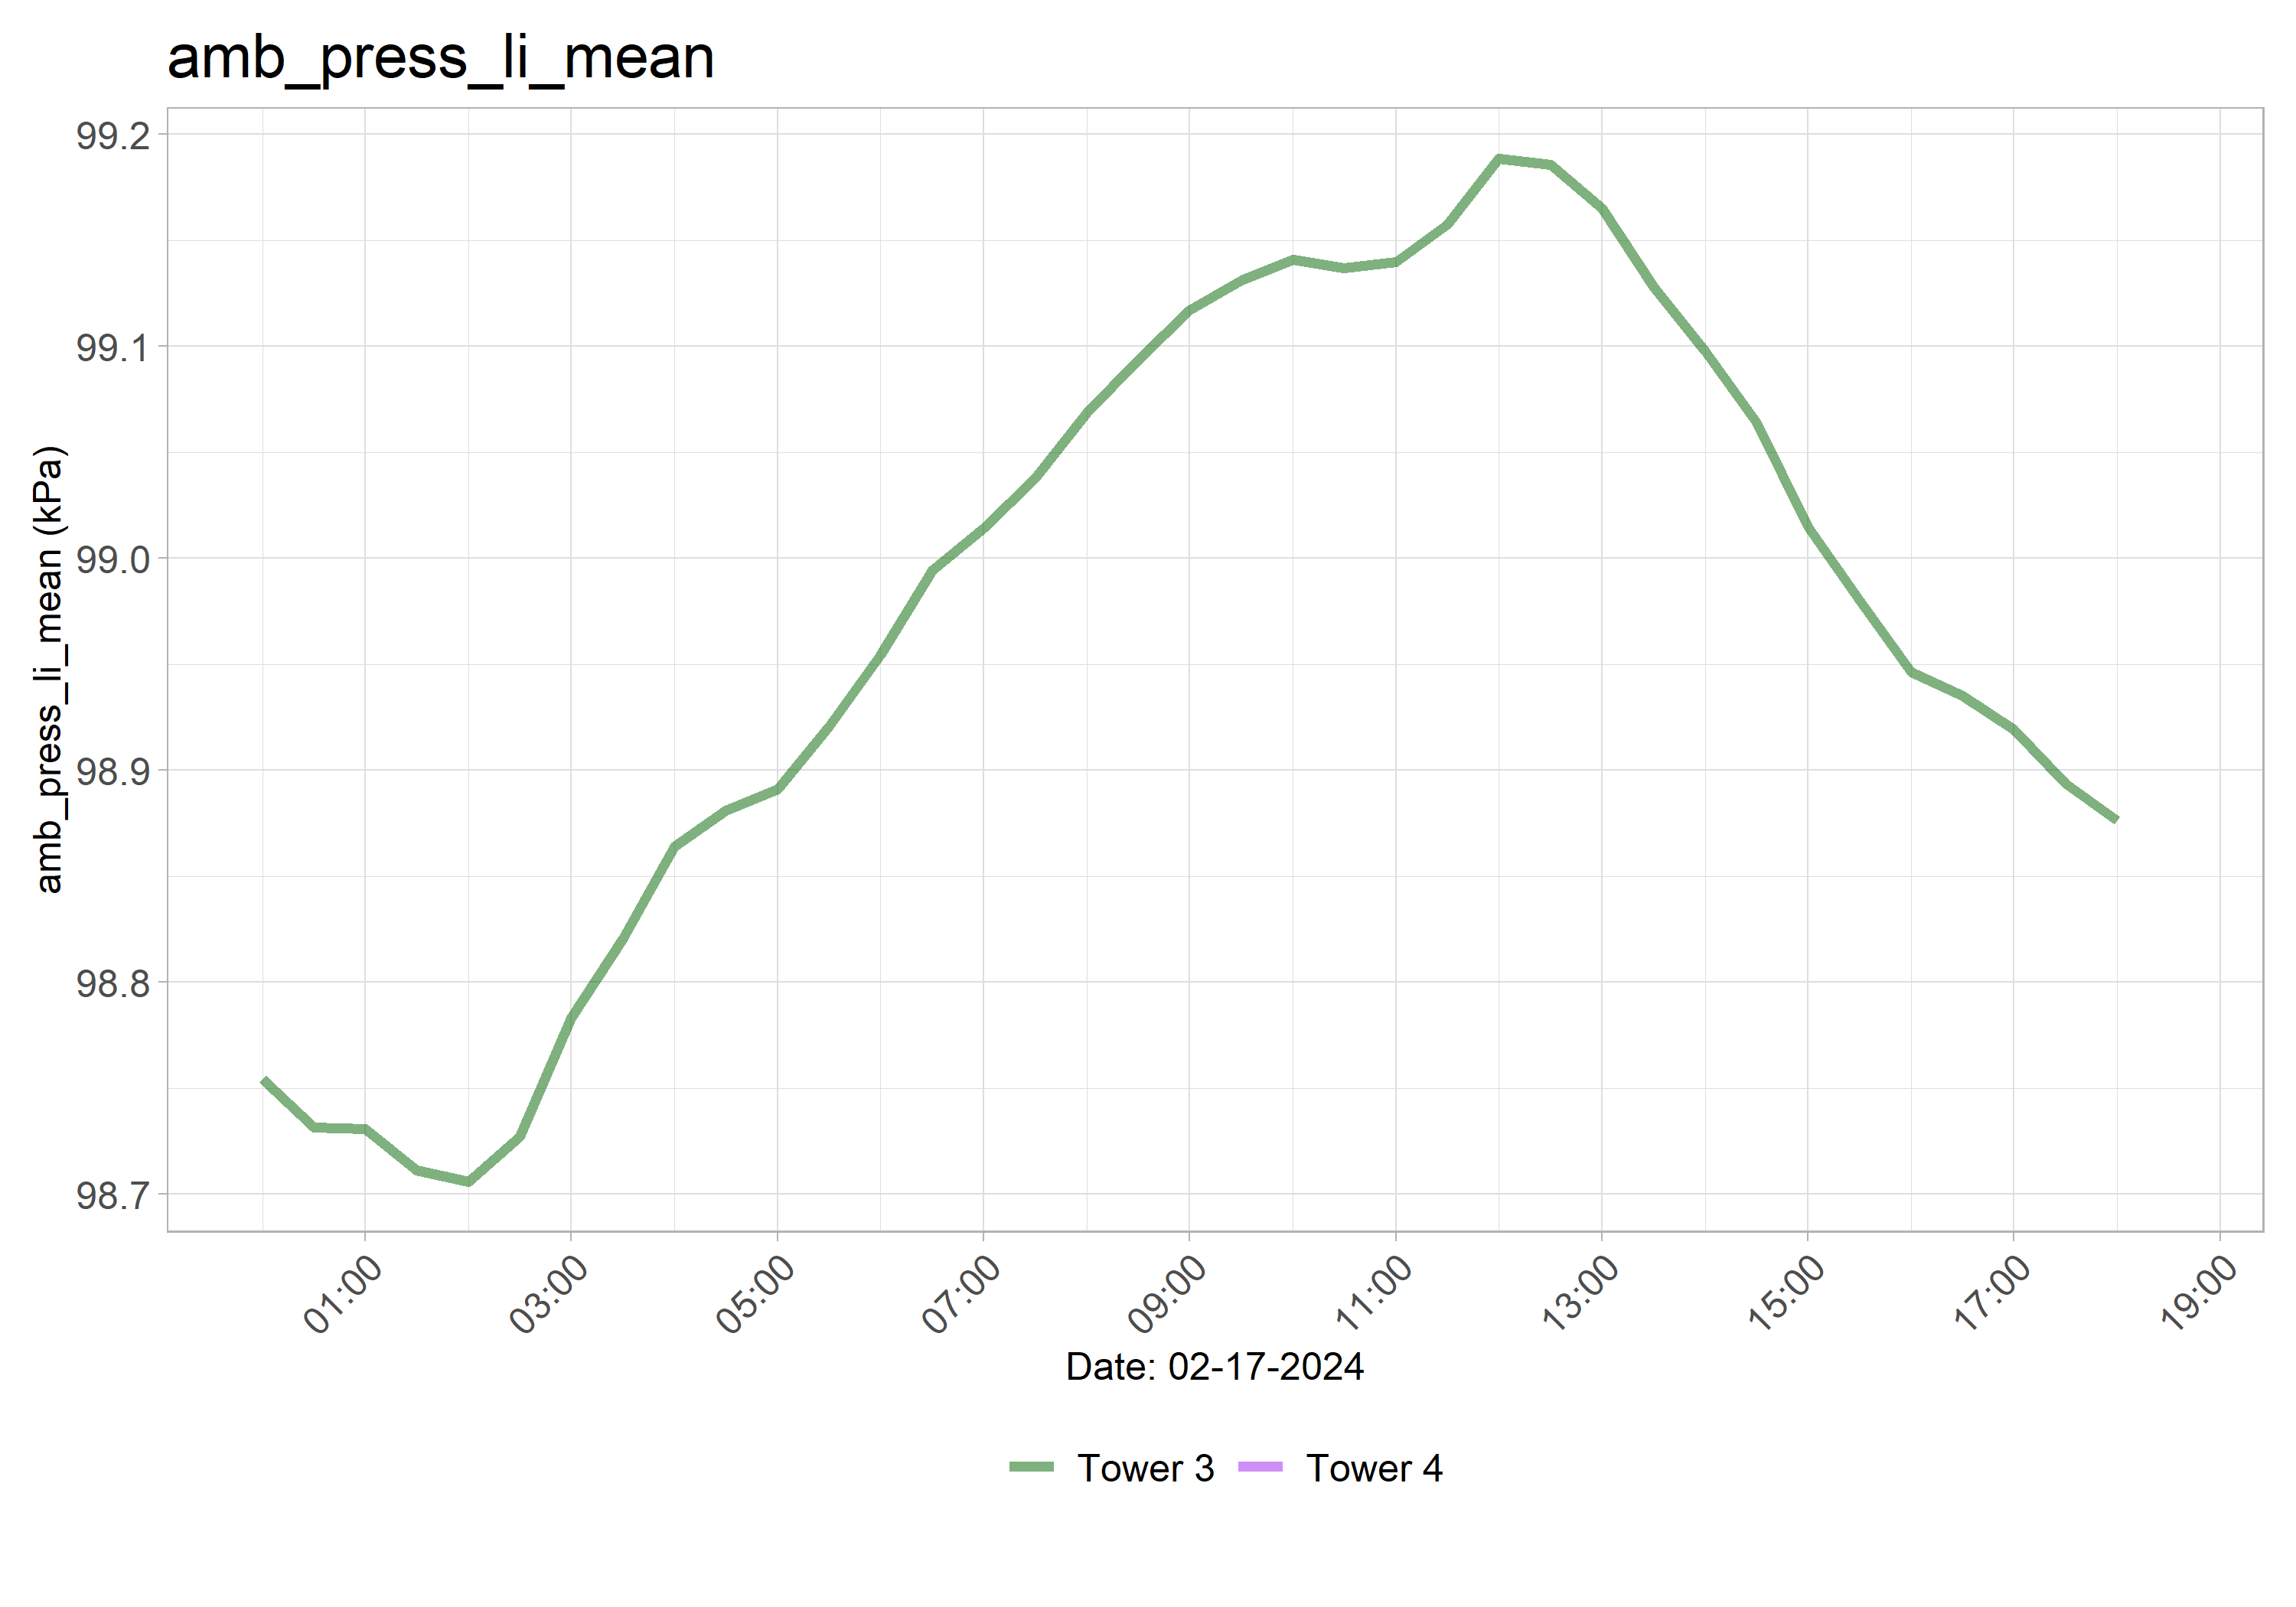 amb_press_li_mean
amb_press_li_mean (kPa)
99.2
99.1
99.0
98.9
98.8
98.7
01:00 03:00 05:00 07:00 09:00 11:00 13:00 15:00 17:00 19:00
Date: 02-17-2024
Tower 3 Tower 4